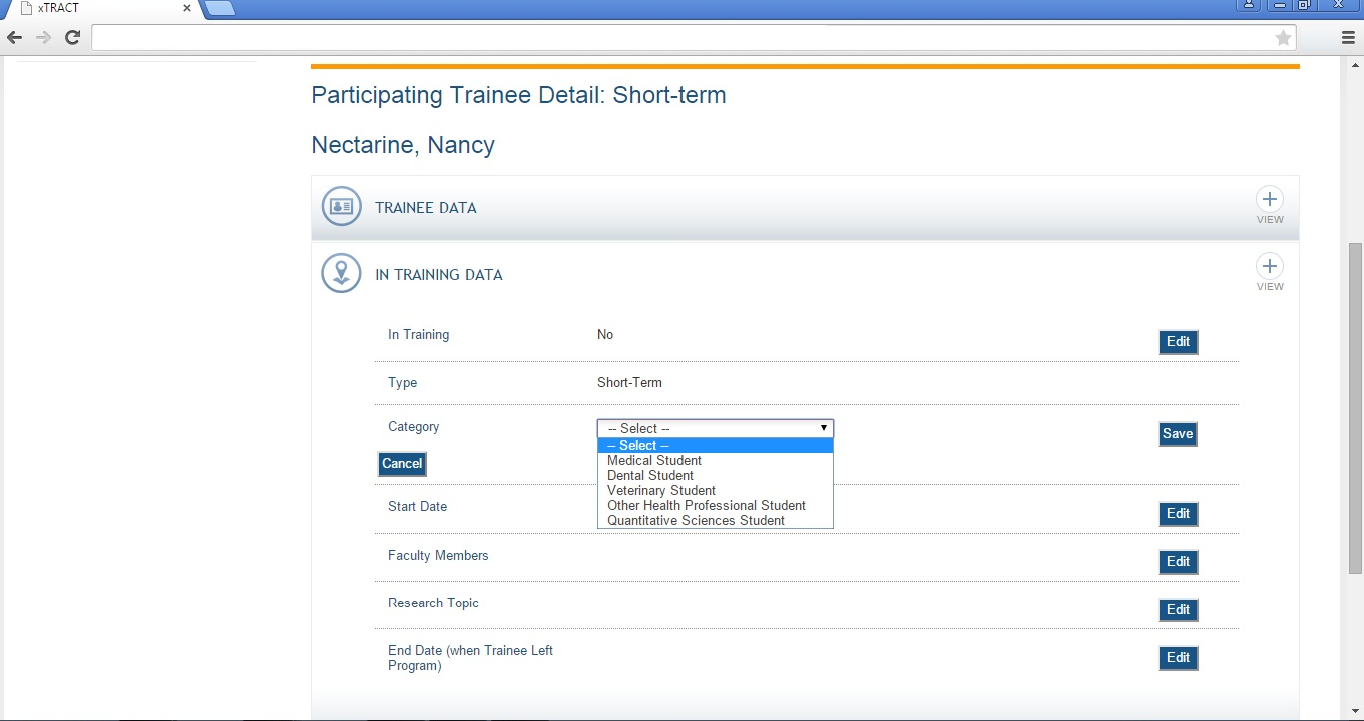 xTRACT
Participating Trainee Detail: Short-term
Nectarine, Nancy
TRAINEE DATA
VIEW
IN TRAINING DATA
VIEW
In Training No Edit
Type Short-Term
Category -- Select -- Save
-- Select --
Medical Student
Cancel
Dental Student
Veterinary Student
Other Health Professional Student
Quantitative Sciences Student
Start Date Edit
Faculty Members Edit
Research Topic Edit
End Date (when Trainee Left
Program)
Edit